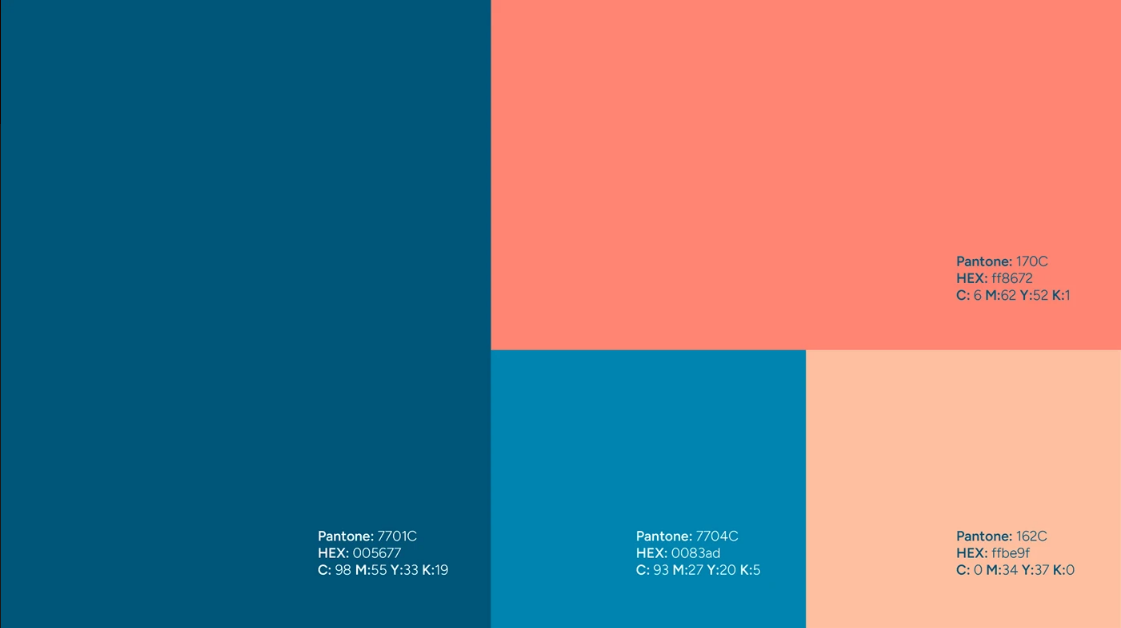 Pantone: 170C
HEX: ff8672
C: 6 M:62 Y:52 K:1
Pantone: 7701C
HEX: 005677
C: 98 M:55 Y:33 K:19
Pantone: 7704C
HEX: 0083ad
C: 93 M:27 Y:20 K:5
Pantone: 162C
HEX: ffbe9f
C: 0 M:34 Y:37 K:0